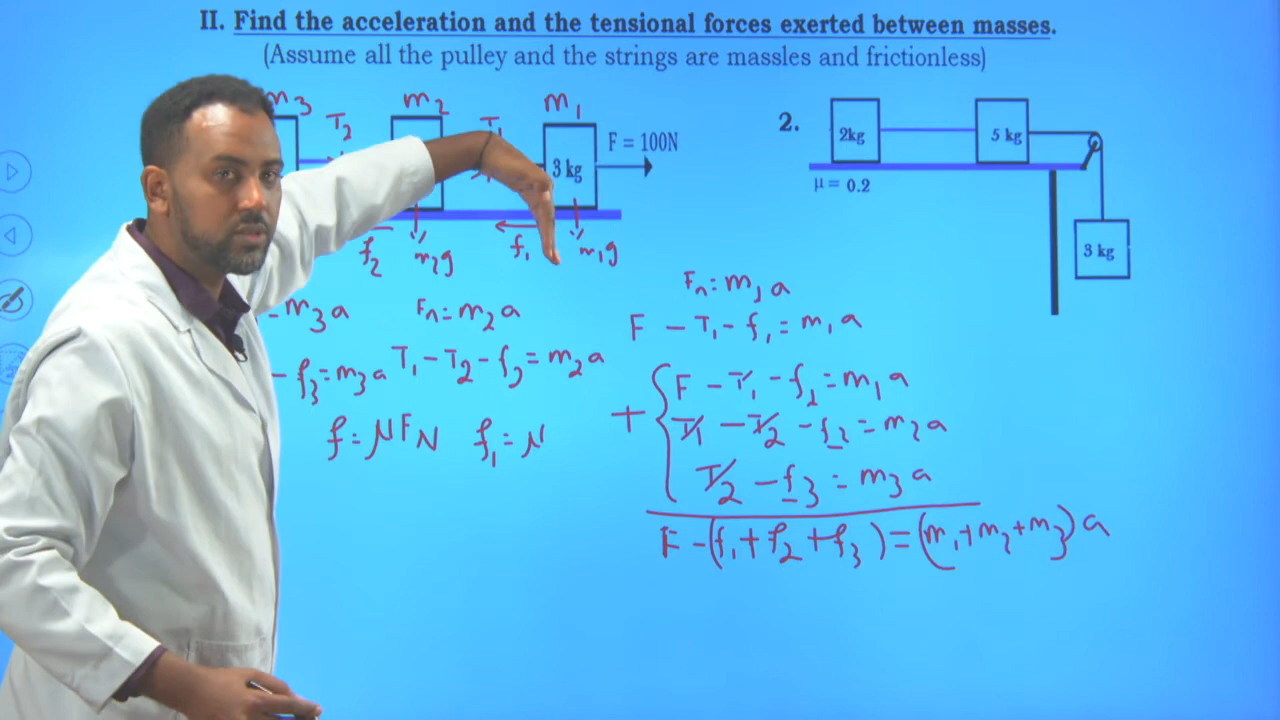 II. Find the acceleration and the tensional forces exerted between masses.
(Assume all the pulley and the strings are massles and frictionless)
m3
T2
m2
m1
F = 100N
3 kg
f2
m2g
f1
m1g
2.
2kg
5 kg
μ = 0.2
3 kg
m3a
Fn = m2a
Fn = m1a
F - T1 - f1 = m1a
- f3 = m3a
T1 - T2 - f2 = m2a
f = μFN
f1 = μ
+
F - T1 - f1 = m1a
T1 - T2 - f2 = m2a
T2 - f3 = m3a
F - (f1 + f2 + f3) = (m1 + m2 + m3) a